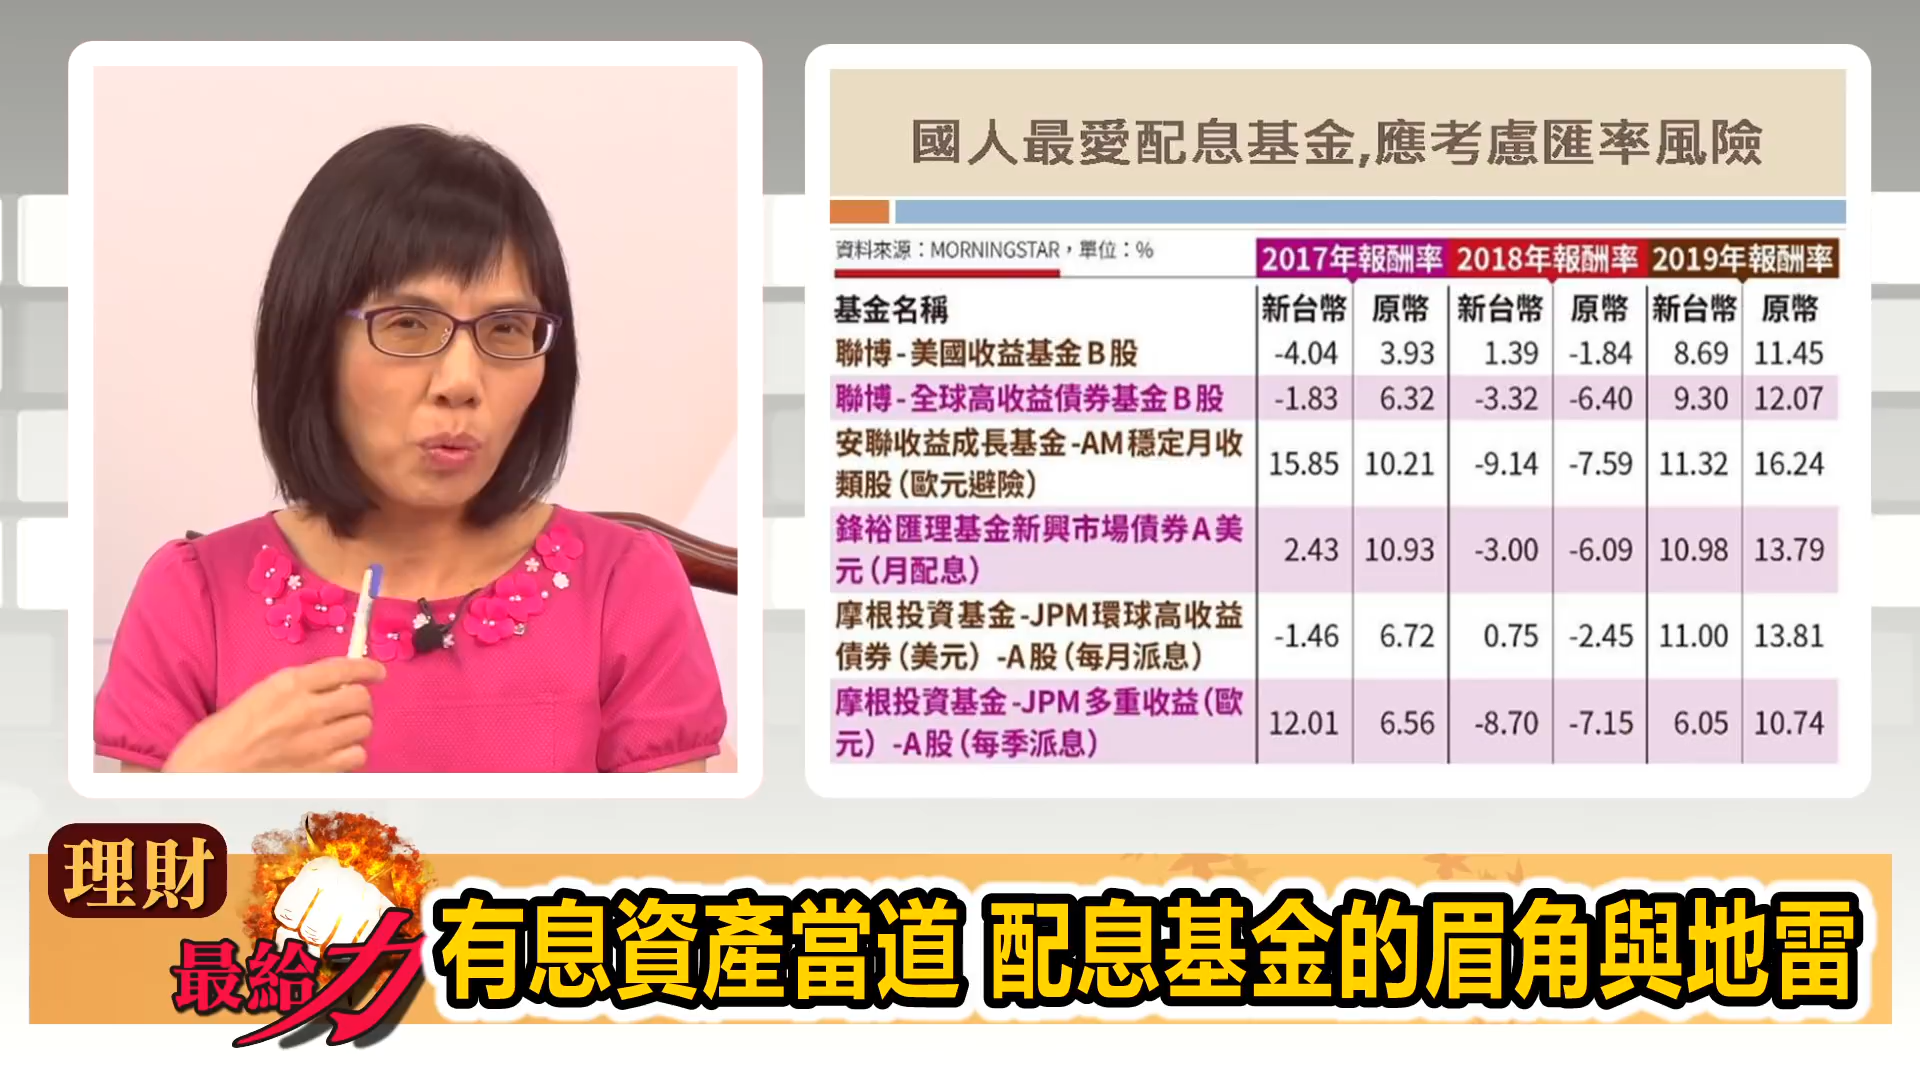 國人最愛配息基金,應考慮匯率風險
資料來源：MORNINGSTAR，單位：%
2017年報酬率 2018年報酬率 2019年報酬率
基金名稱 新台幣 原幣 新台幣 原幣 新台幣 原幣
聯博-美國收益基金B股 -4.04 3.93 1.39 -1.84 8.69 11.45
聯博-全球高收益債券基金B股 -1.83 6.32 -3.32 -6.40 9.30 12.07
安聯收益成長基金-AM穩定月收
類股（歐元避險） 15.85 10.21 -9.14 -7.59 11.32 16.24
鋒裕匯理基金新興市場債券A美
元（月配息） 2.43 10.93 -3.00 -6.09 10.98 13.79
摩根投資基金-JPM環球高收益
債券（美元）-A股（每月派息） -1.46 6.72 0.75 -2.45 11.00 13.81
摩根投資基金-JPM多重收益（歐
元）-A股（每季派息） 12.01 6.56 -8.70 -7.15 6.05 10.74
理財
最給力
有息資產當道 配息基金的眉角與地雷